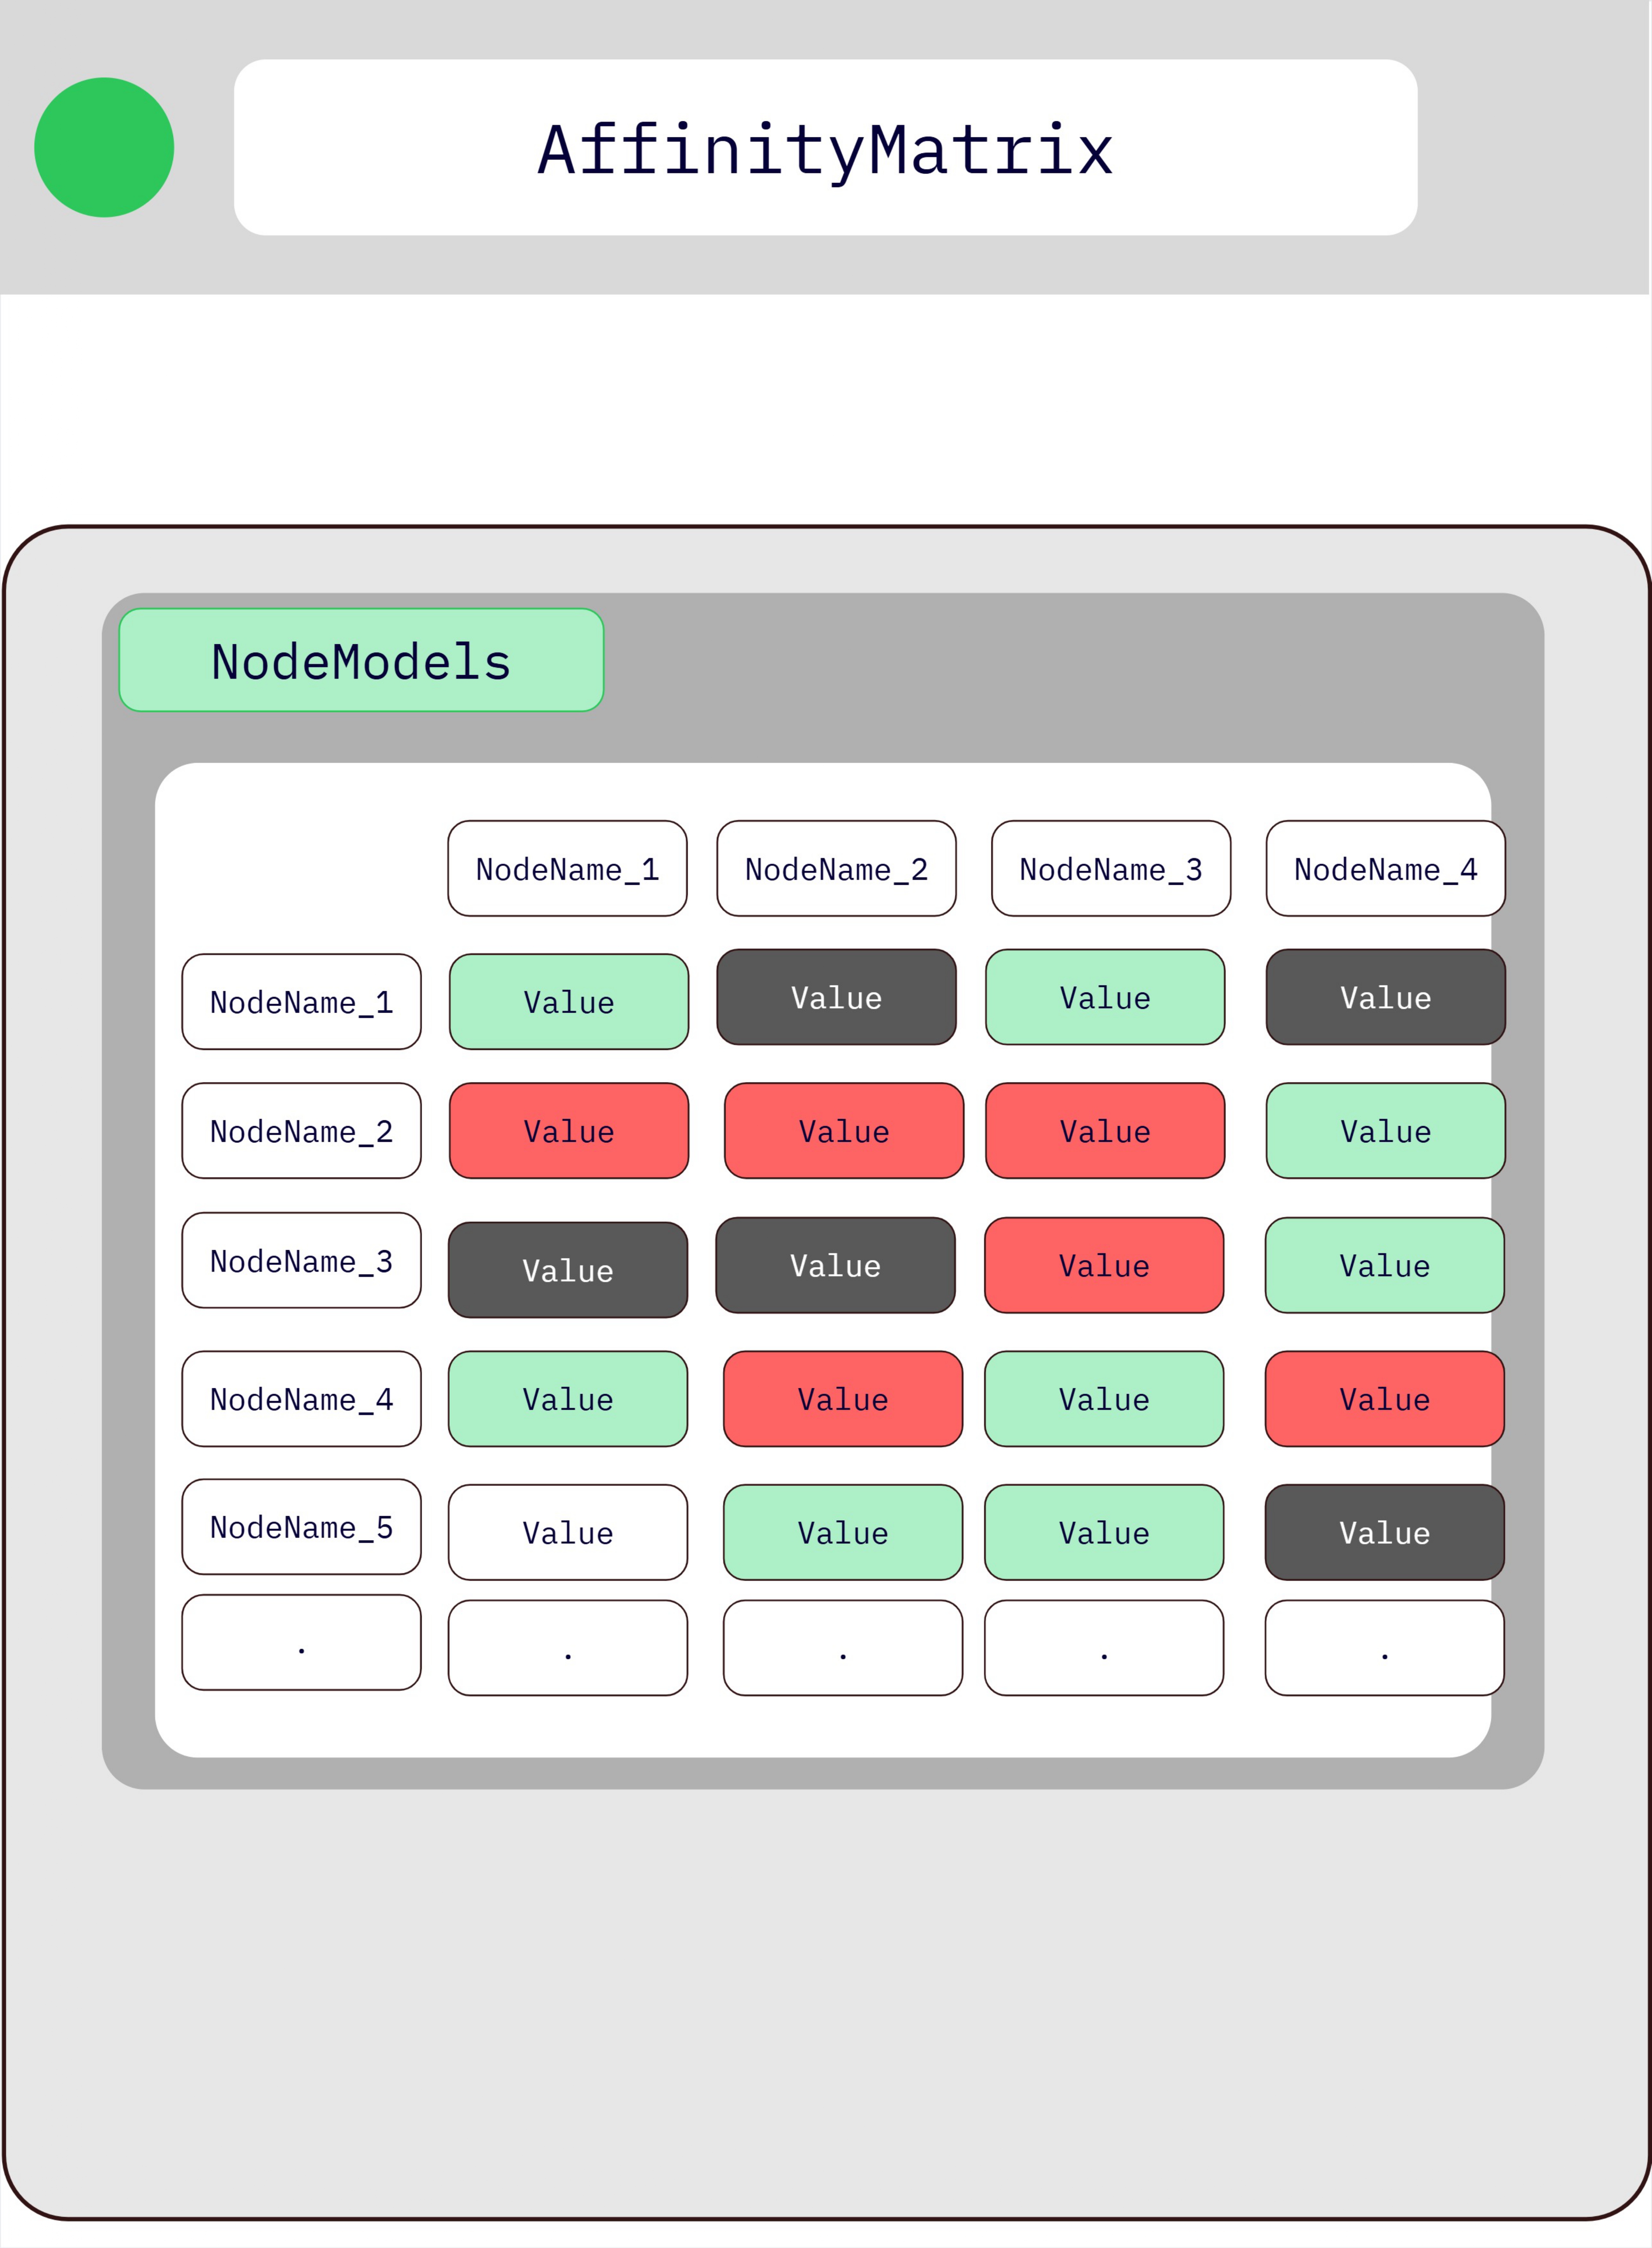 AffinityMatrix
NodeModels
NodeName_1 NodeName_2 NodeName_3 NodeName_4
NodeName_1 Value Value Value Value
NodeName_2 Value Value Value Value
NodeName_3 Value Value Value Value
NodeName_4 Value Value Value Value
NodeName_5 Value Value Value Value
. . . . .